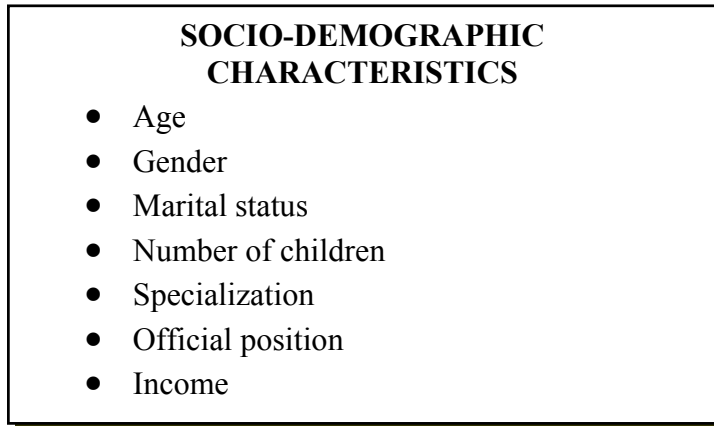 SOCIO-DEMOGRAPHIC
CHARACTERISTICS
• Age
• Gender
• Marital status
• Number of children
• Specialization
• Official position
• Income